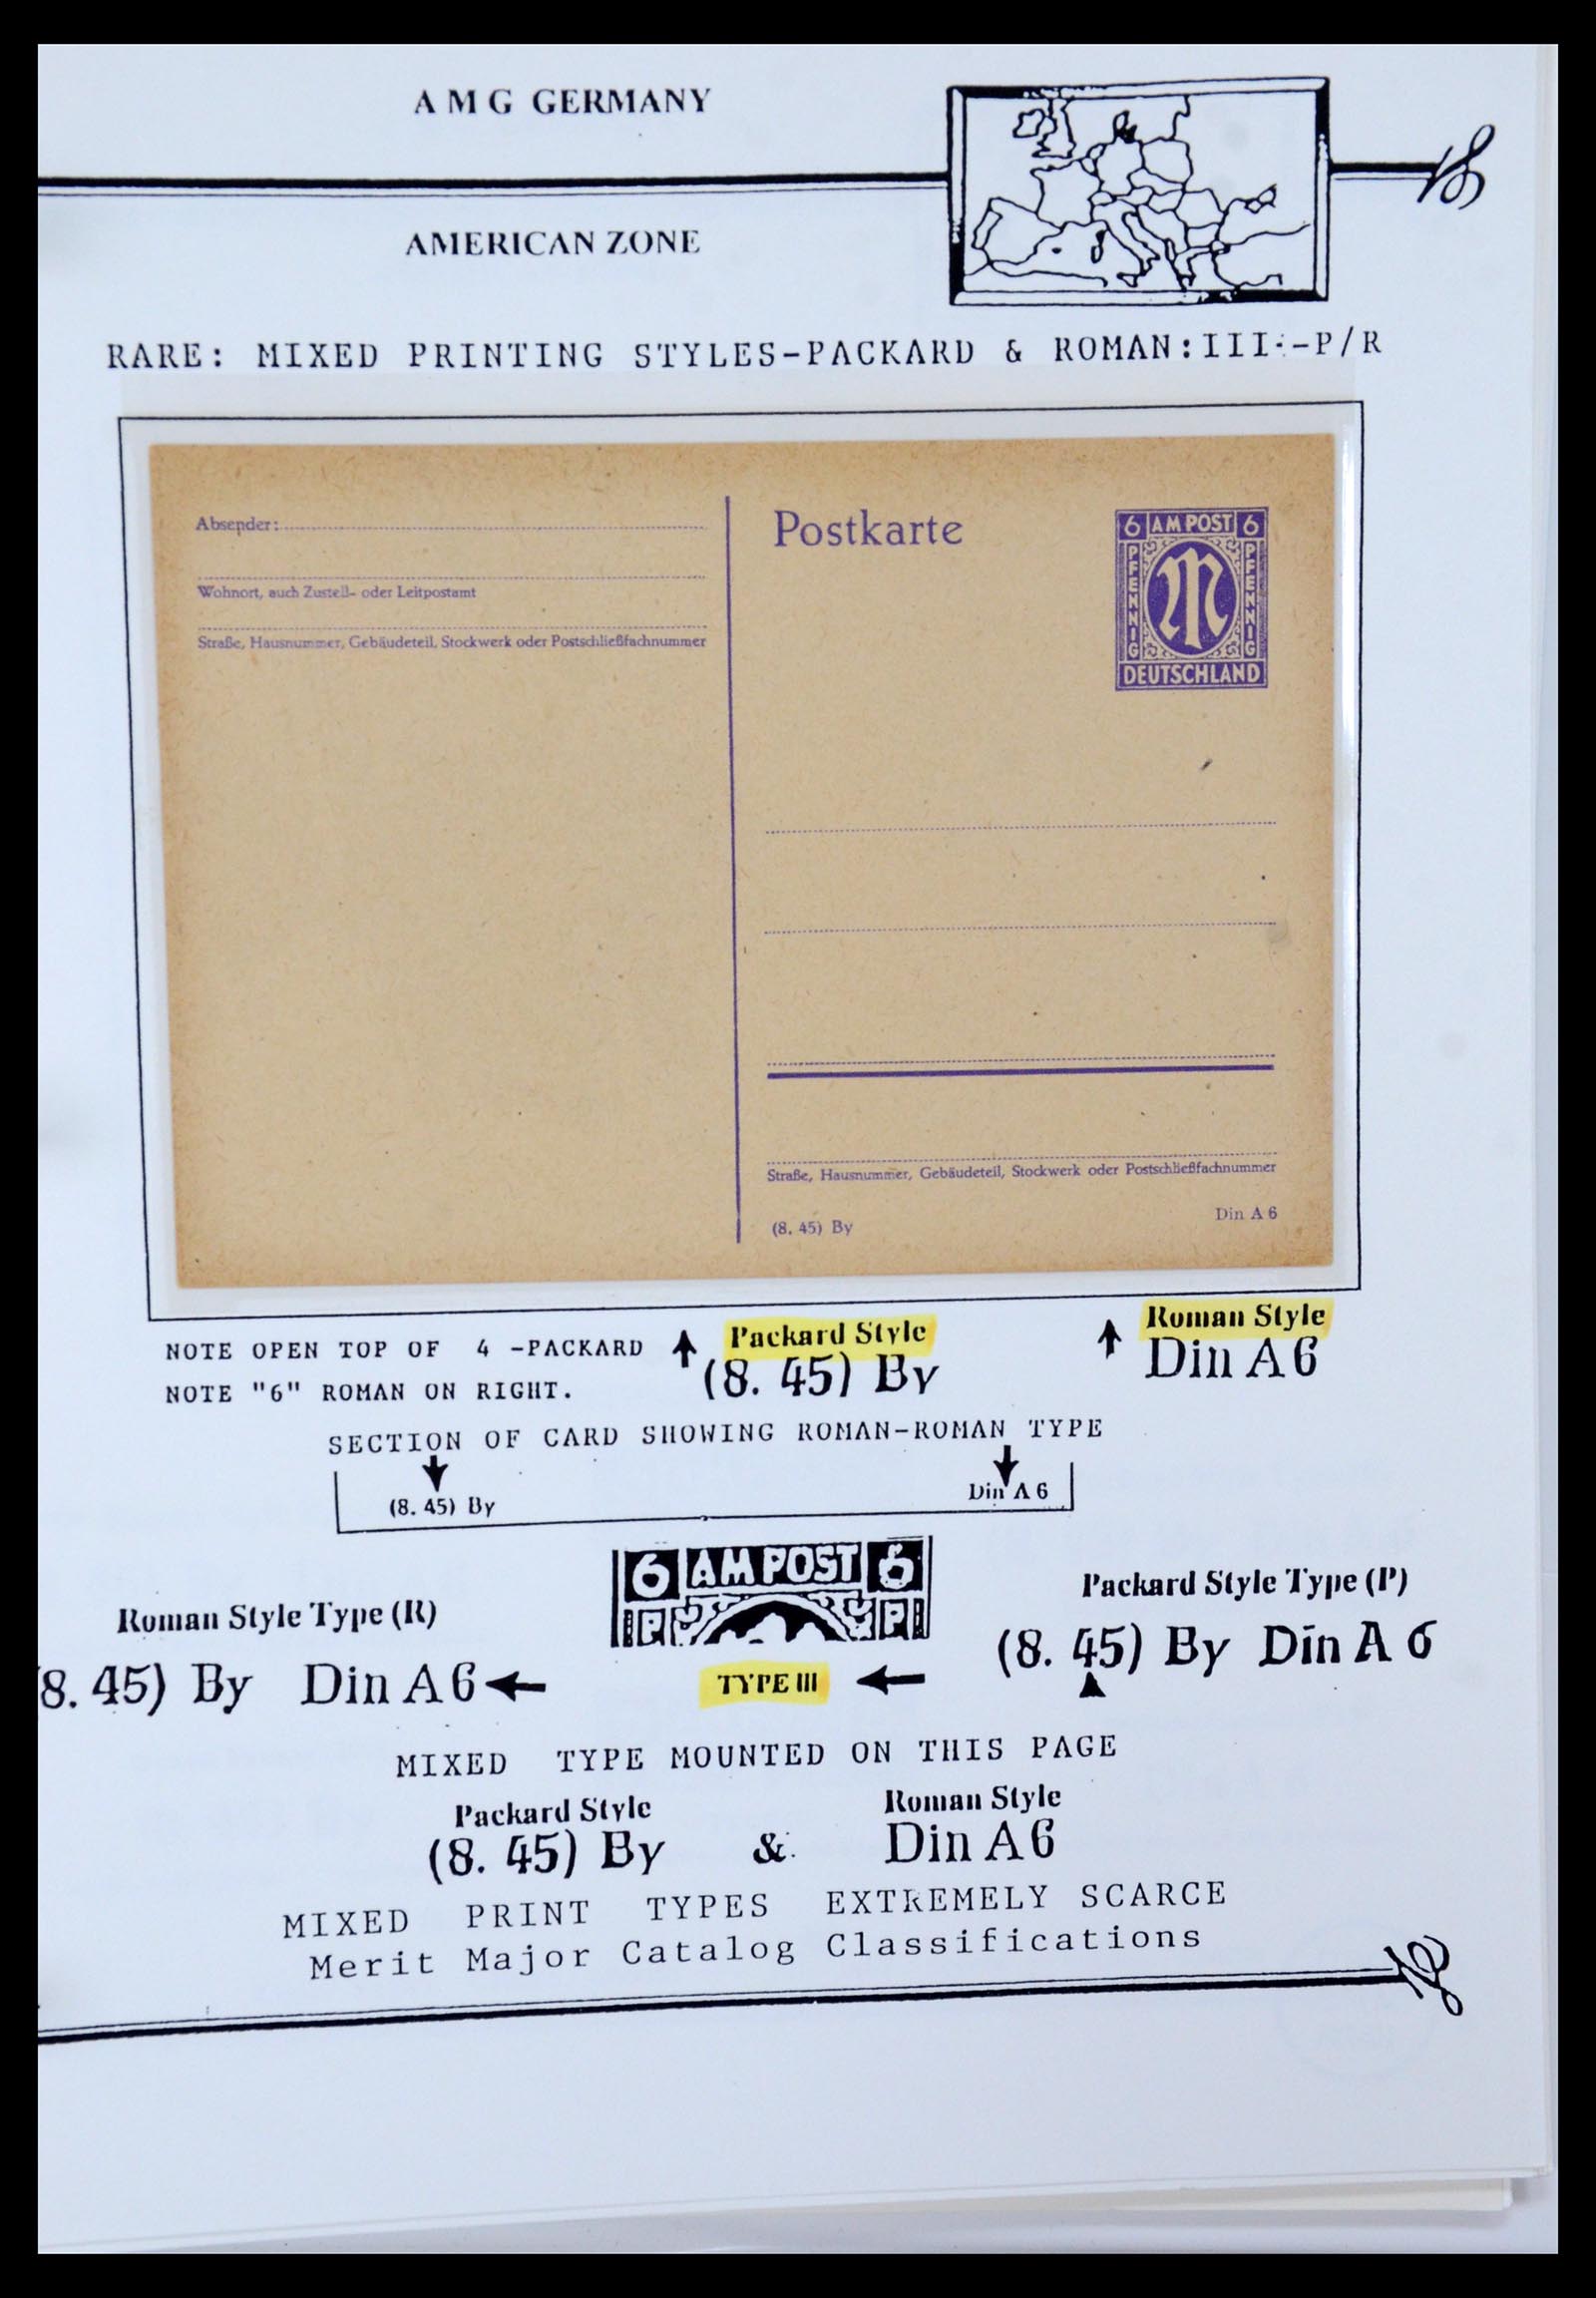 A M G GERMANY
AMERICAN ZONE
RARE: MIXED PRINTING STYLES-PACKARD & ROMAN:III--P/R
Absender:
Wohnort, auch Zustell- oder Leitpostamt
Straße, Hausnummer, Gebäudeteil, Stockwerk oder Postschließfachnummer
Postkarte
6 AM POST 6
PFENNIG PFENNIG
M
DEUTSCHLAND
Straße, Hausnummer, Gebäudeteil, Stockwerk oder Postschließfachnummer
(8. 45) By Din A 6
NOTE OPEN TOP OF 4 -PACKARD
NOTE "6" ROMAN ON RIGHT.
Packard Style
(8. 45) By
Roman Style
Din A 6
SECTION OF CARD SHOWING ROMAN-ROMAN TYPE
(8. 45) By Din A 6
6 AM POST 6
PF PF
Roman Style Type (R)
8. 45) By Din A 6
TYPE III
Packard Style Type (P)
(8. 45) By Din A 6
MIXED TYPE MOUNTED ON THIS PAGE
Packard Style Roman Style
(8. 45) By & Din A 6
MIXED PRINT TYPES EXTREMELY SCARCE
Merit Major Catalog Classifications